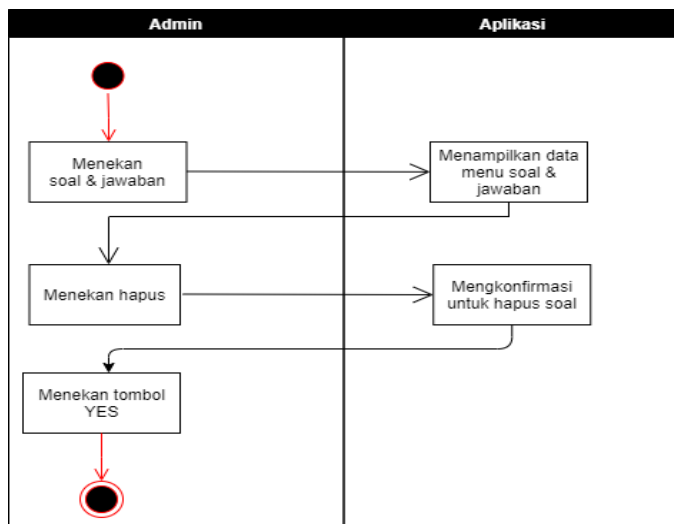 Admin
Aplikasi
Menekan
soal & jawaban
Menampilkan data
menu soal &
jawaban
Menekan hapus
Mengkonfirmasi
untuk hapus soal
Menekan tombol
YES